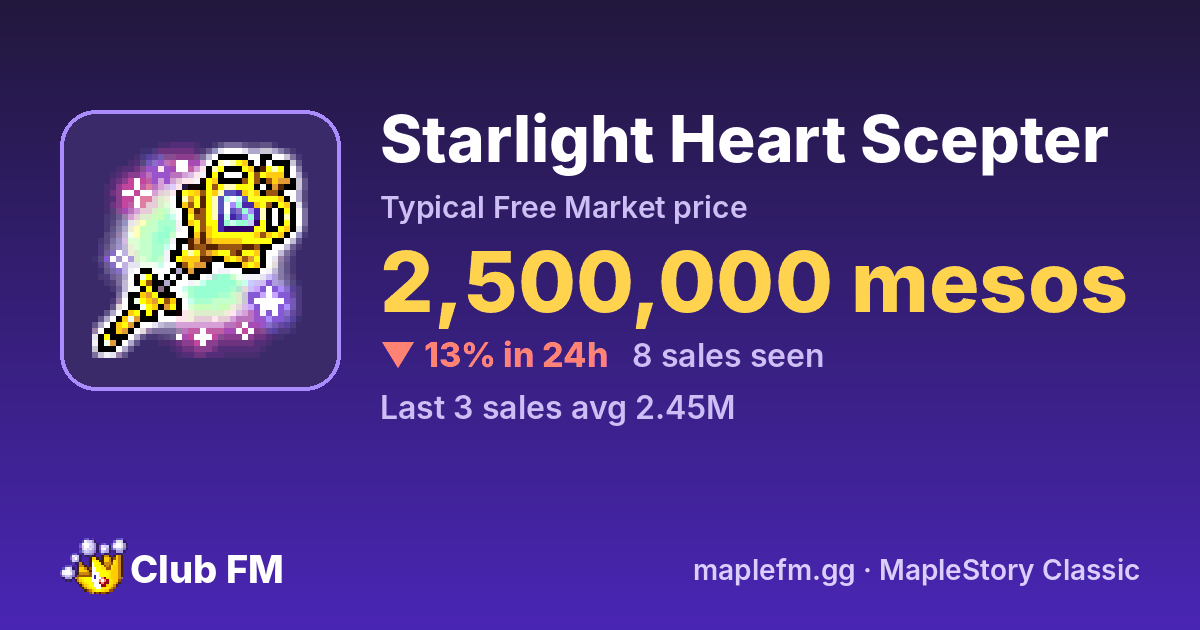 Starlight Heart Scepter
Typical Free Market price
2,500,000 mesos
▼ 13% in 24h 8 sales seen
Last 3 sales avg 2.45M
Club FM
maplefm.gg · MapleStory Classic